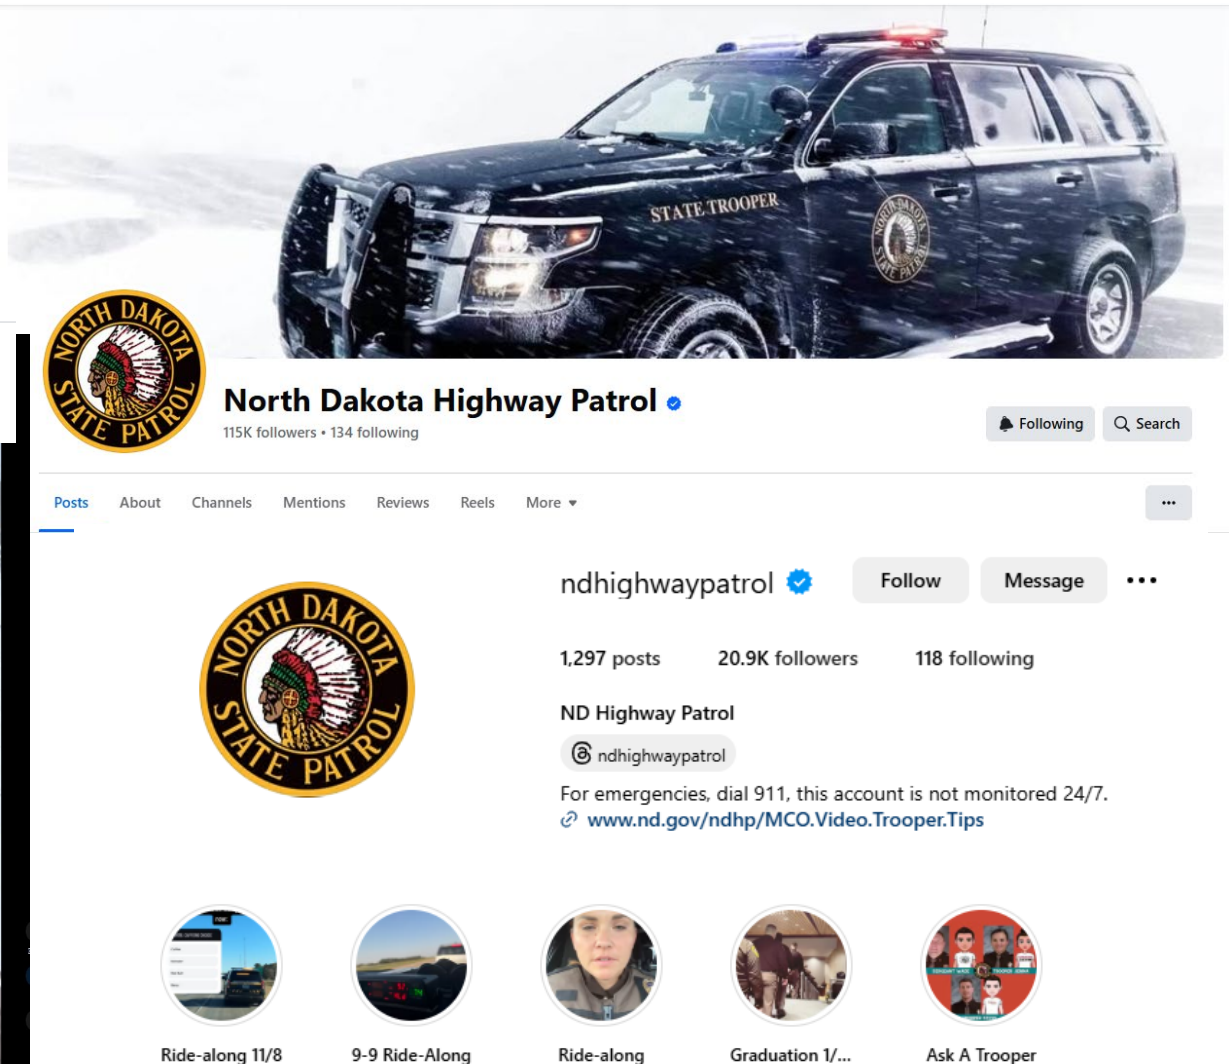 STATE TROOPER
NORTH DAKOTA
STATE PATROL
NORTH DAKOTA
STATE PATROL
North Dakota Highway Patrol
115K followers • 134 following
Following
Search
Posts About Channels Mentions Reviews Reels More
NORTH DAKOTA
STATE PATROL
ndhighwaypatrol
Follow
Message
1,297 posts 20.9K followers 118 following
ND Highway Patrol
ndhighwaypatrol
For emergencies, dial 911, this account is not monitored 24/7.
www.nd.gov/ndhp/MCO.Video.Trooper.Tips
Ride-along 11/8 9-9 Ride-Along Ride-along Graduation 1/... Ask A Trooper